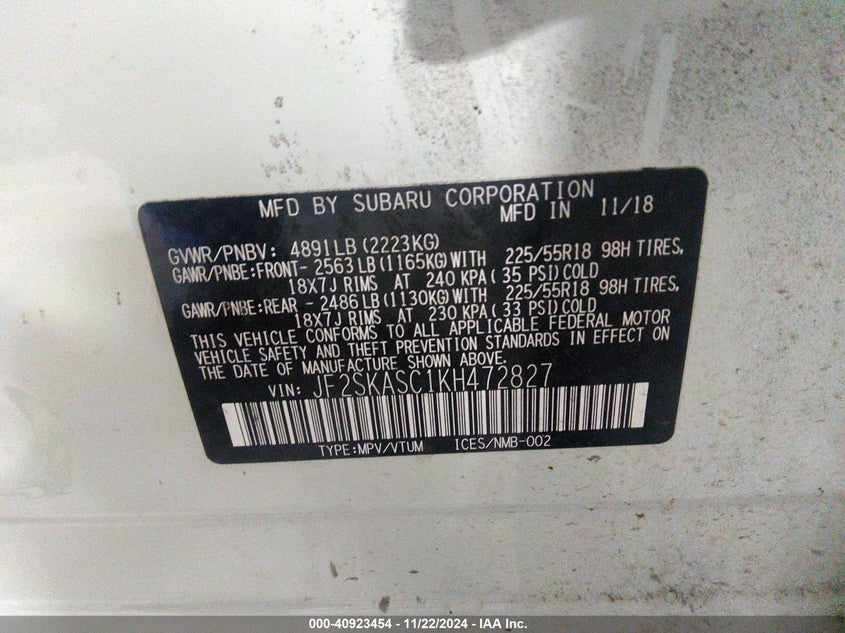 MFD BY SUBARU CORPORATION
MFD IN 11/18
GVWR/PNBV: 4891LB (2223KG)
GAWR/PNBE:FRONT- 2563LB (1165KG) WITH 225/55R18 98H TIRES,
18X7J RIMS AT 240 KPA ( 35 PSI) COLD
GAWR/PNBE:REAR - 2486LB (1130KG) WITH 225/55R18 98H TIRES,
18X7J RIMS AT 230 KPA ( 33 PSI) COLD
THIS VEHICLE CONFORMS TO ALL APPLICABLE FEDERAL MOTOR
VEHICLE SAFETY AND THEFT PREVENTION STANDARDS IN EFFECT ON
THE DATE OF MANUFACTURE SHOWN ABOVE.
VIN: JF2SKASC1KH472827
TYPE:MPV/VTUM ICES/NMB-002
000-40923454 - 11/22/2024 - IAA Inc.